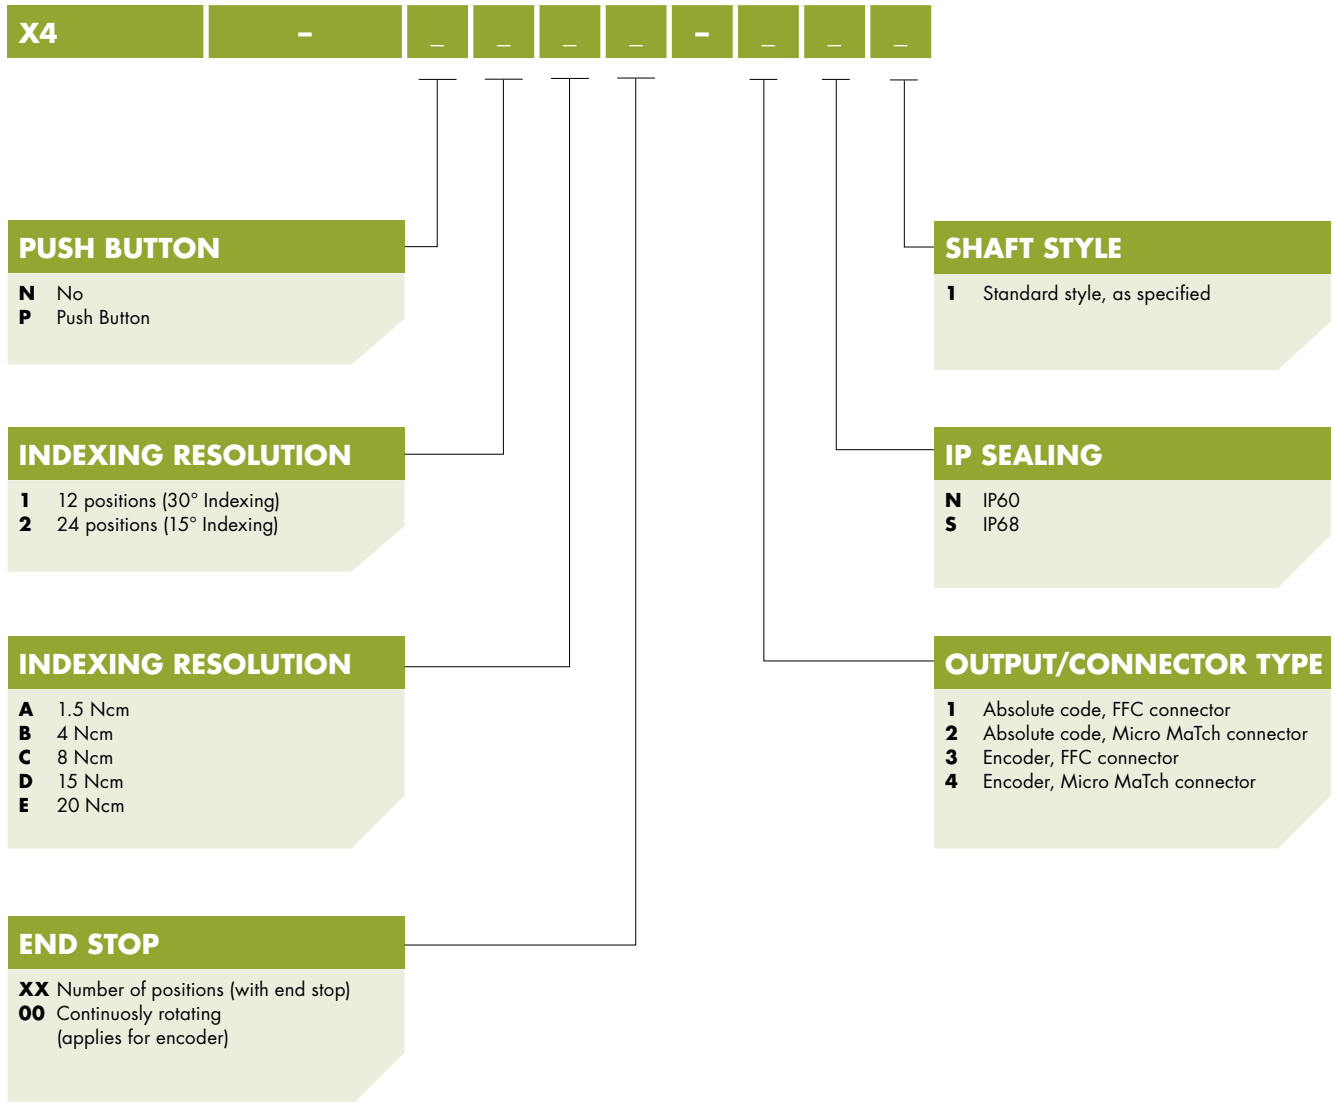 X4 – _ _ _ _ – _ _ _
PUSH BUTTON
N No
P Push Button
INDEXING RESOLUTION
1 12 positions (30° Indexing)
2 24 positions (15° Indexing)
INDEXING RESOLUTION
A 1.5 Ncm
B 4 Ncm
C 8 Ncm
D 15 Ncm
E 20 Ncm
END STOP
XX Number of positions (with end stop)
00 Continuosly rotating
(applies for encoder)
SHAFT STYLE
1 Standard style, as specified
IP SEALING
N IP60
S IP68
OUTPUT/CONNECTOR TYPE
1 Absolute code, FFC connector
2 Absolute code, Micro MaTch connector
3 Encoder, FFC connector
4 Encoder, Micro MaTch connector